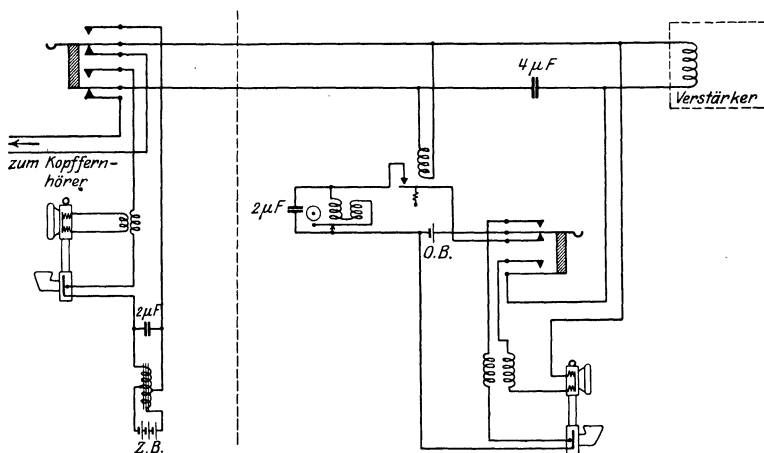 4μF
Verstärker
zum Kopffern-
hörer
2μF
O.B.
2μF
Z.B.